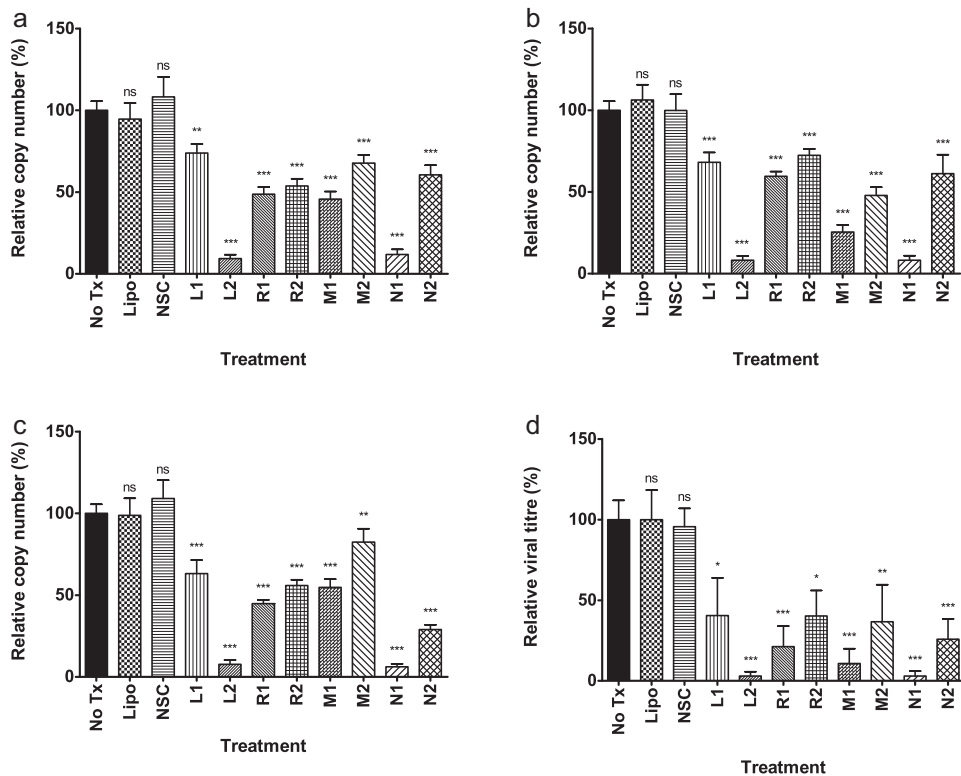 a
Relative copy number (%)
150
100
50
0
ns
ns
**
***
***
***
***
***
***
***
No Tx
Lipo
NSC
L1
L2
R1
R2
M1
M2
N1
N2
Treatment
b
Relative copy number (%)
150
100
50
0
ns
ns
***
***
***
***
***
***
***
***
No Tx
Lipo
NSC
L1
L2
R1
R2
M1
M2
N1
N2
Treatment
c
Relative copy number (%)
150
100
50
0
ns
ns
***
***
***
***
***
**
***
***
No Tx
Lipo
NSC
L1
L2
R1
R2
M1
M2
N1
N2
Treatment
d
Relative viral titre (%)
150
100
50
0
ns
ns
*
***
***
*
***
**
***
***
No Tx
Lipo
NSC
L1
L2
R1
R2
M1
M2
N1
N2
Treatment